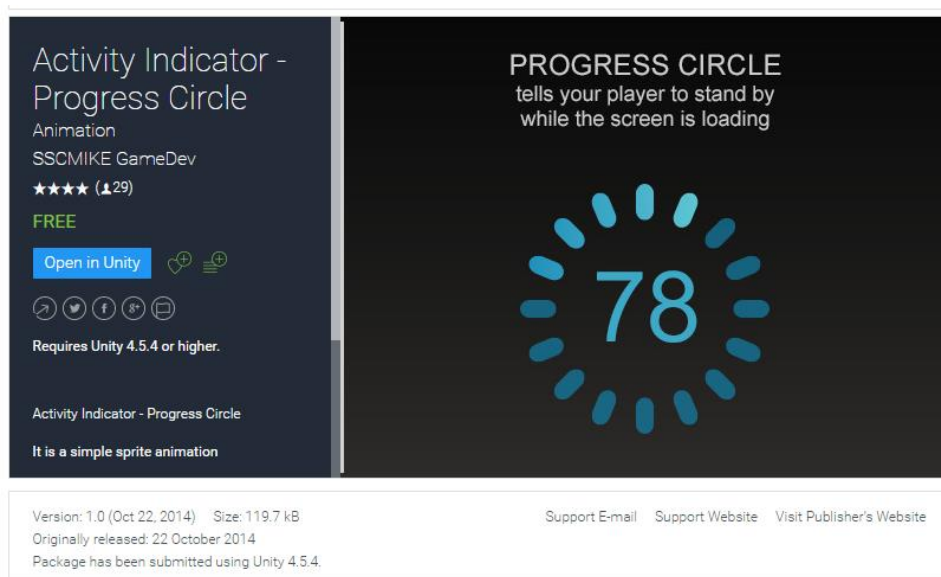 Activity Indicator -
Progress Circle
Animation
SSCMIKE GameDev
★★★★ (29)
FREE
Open in Unity
Requires Unity 4.5.4 or higher.
Activity Indicator - Progress Circle
It is a simple sprite animation
PROGRESS CIRCLE
tells your player to stand by
while the screen is loading
78
Version: 1.0 (Oct 22, 2014) Size: 119.7 kB
Originally released: 22 October 2014
Package has been submitted using Unity 4.5.4.
Support E-mail Support Website Visit Publisher's Website